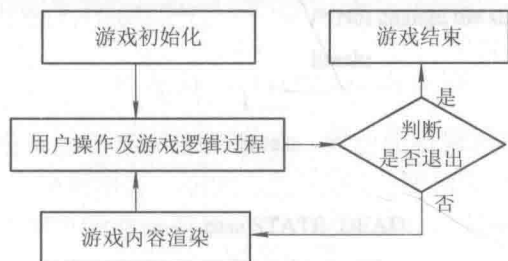 游戏初始化
游戏结束
用户操作及游戏逻辑过程
判断
是否退出
是
否
游戏内容渲染